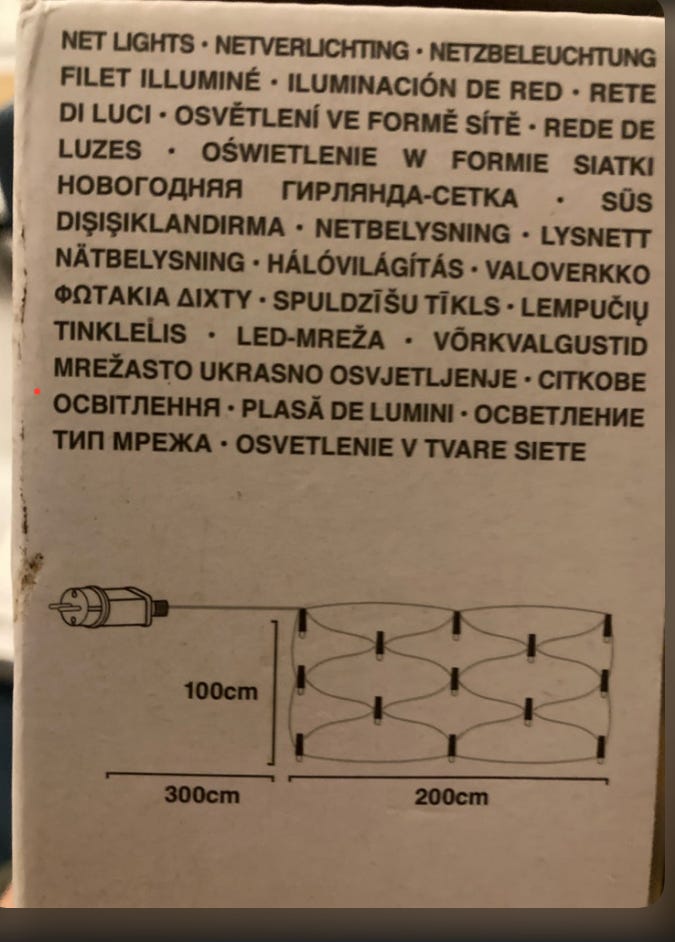 NET LIGHTS · NETVERLICHTING · NETZBELEUCHTUNG
FILET ILLUMINÉ · ILUMINACIÓN DE RED · RETE
DI LUCI · OSVĚTLENÍ VE FORMĚ SÍTĚ · REDE DE
LUZES · OŚWIETLENIE W FORMIE SIATKI
НОВОГОДНЯЯ ГИРЛЯНДА-СЕТКА · SÜS
DIŞIŞIKLANDIRMA · NETBELYSNING · LYSNETT
NÄTBELYSNING · HÁLÓVILÁGÍTÁS · VALOVERKKO
ΦΩΤΑΚΙΑ ΔΙΧΤΥ · SPULDZĪŠU TĪKLS · LEMPUČIŲ
TINKLELIS · LED-MREŽA · VÕRKVALGUSTID
MREŽASTO UKRASNO OSVJETLJENJE · СІТКОВЕ
ОСВІТЛЕННЯ · PLASĂ DE LUMINI · ОСВЕТЛЕНИЕ
ТИП МРЕЖА · OSVETLENIE V TVARE SIETE
100cm
300cm
200cm